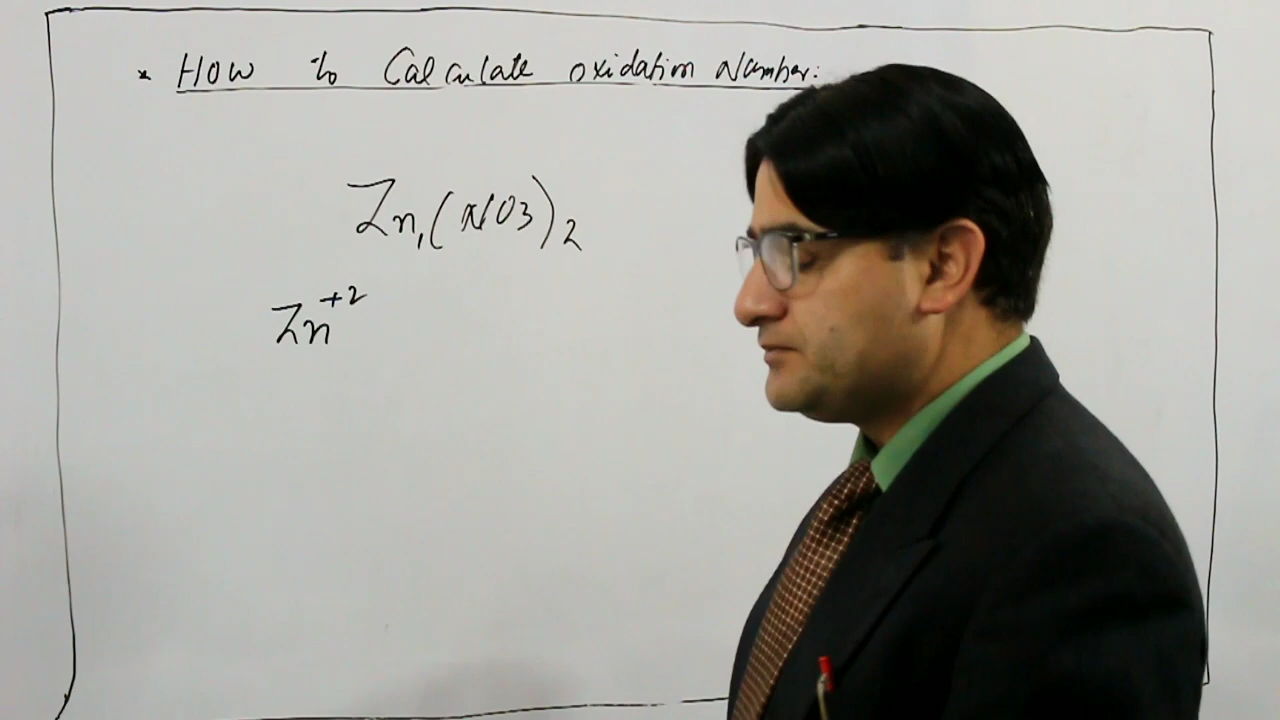 * How to Calculate oxidation Number:
Zn₁(NO3)₂
Zn⁺²